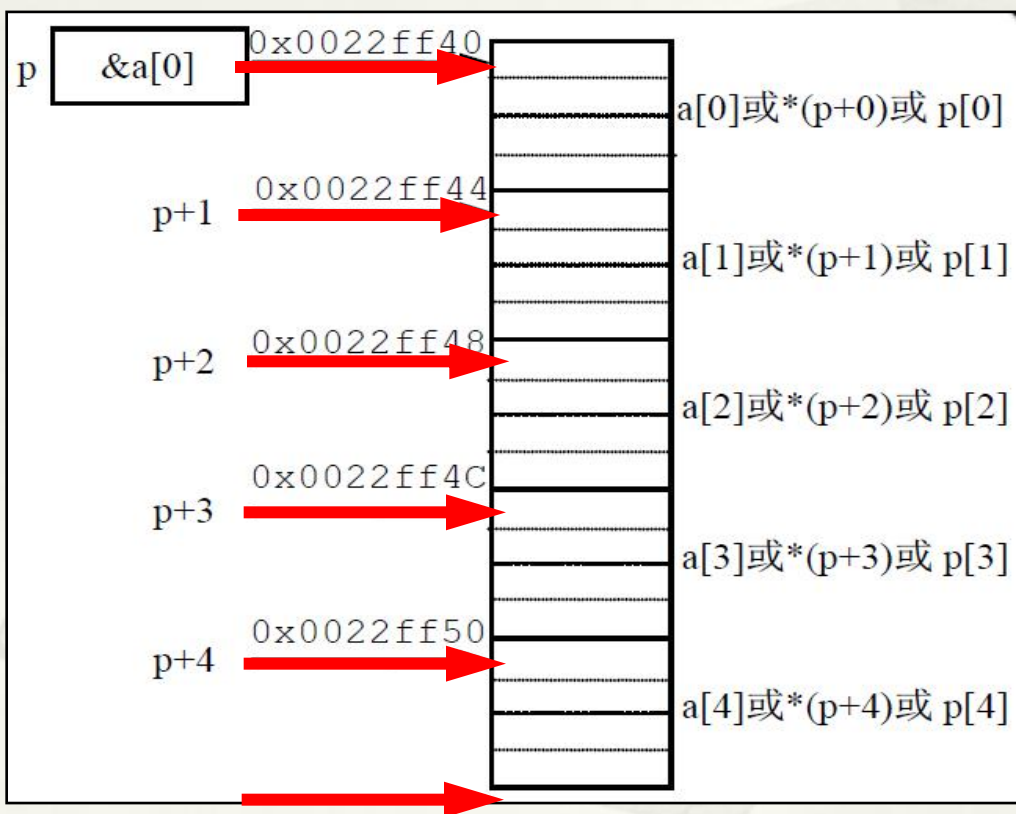 0x0022ff40
p &a[0]
a[0]或*(p+0)或 p[0]
0x0022ff44
p+1
a[1]或*(p+1)或 p[1]
0x0022ff48
p+2
a[2]或*(p+2)或 p[2]
0x0022ff4C
p+3
a[3]或*(p+3)或 p[3]
0x0022ff50
p+4
a[4]或*(p+4)或 p[4]